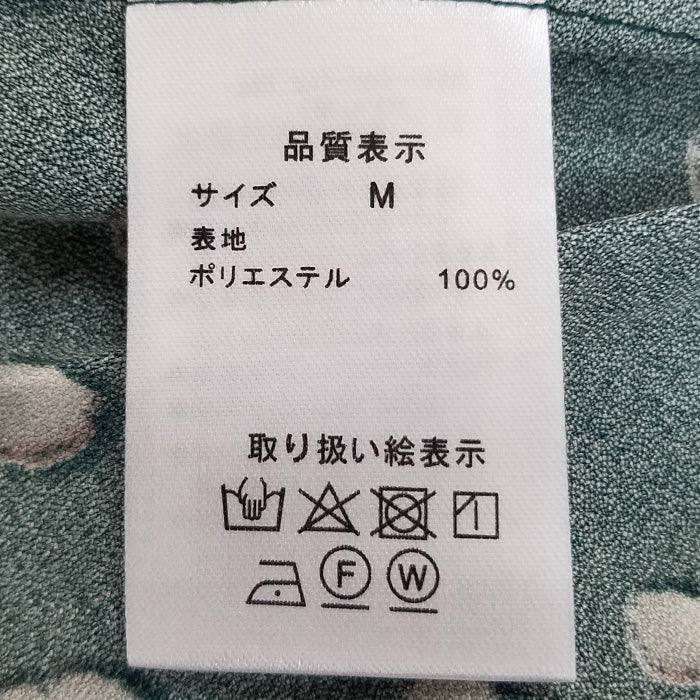 品質表示
サイズ M
表地
ポリエステル 100%
取り扱い絵表示
F W